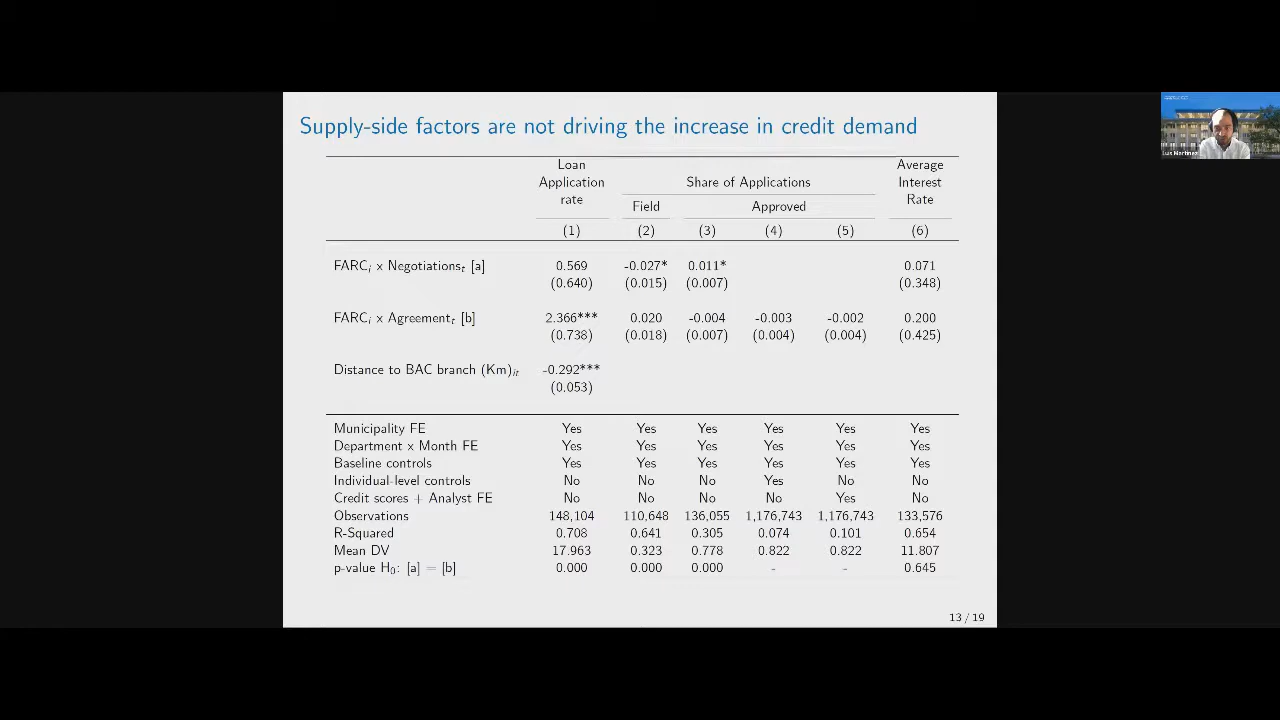 Supply-side factors are not driving the increase in credit demand
Loan Application rate Share of Applications Average Interest Rate
Field Approved
(1) (2) (3) (4) (5) (6)
FARCi x Negotiationst [a] 0.569 -0.027* 0.011* 0.071
(0.640) (0.015) (0.007) (0.348)
FARCi x Agreementt [b] 2.366*** 0.020 -0.004 -0.003 -0.002 0.200
(0.738) (0.018) (0.007) (0.004) (0.004) (0.425)
Distance to BAC branch (Km)it -0.292***
(0.053)
Municipality FE Yes Yes Yes Yes Yes Yes
Department x Month FE Yes Yes Yes Yes Yes Yes
Baseline controls Yes Yes Yes Yes Yes Yes
Individual-level controls No No No Yes No No
Credit scores + Analyst FE No No No No Yes No
Observations 148,104 110,648 136,055 1,176,743 1,176,743 133,576
R-Squared 0.708 0.641 0.305 0.074 0.101 0.654
Mean DV 17.963 0.323 0.778 0.822 0.822 11.807
p-value H0: [a] = [b] 0.000 0.000 0.000 - - 0.645
13 / 19
Luis Martinez